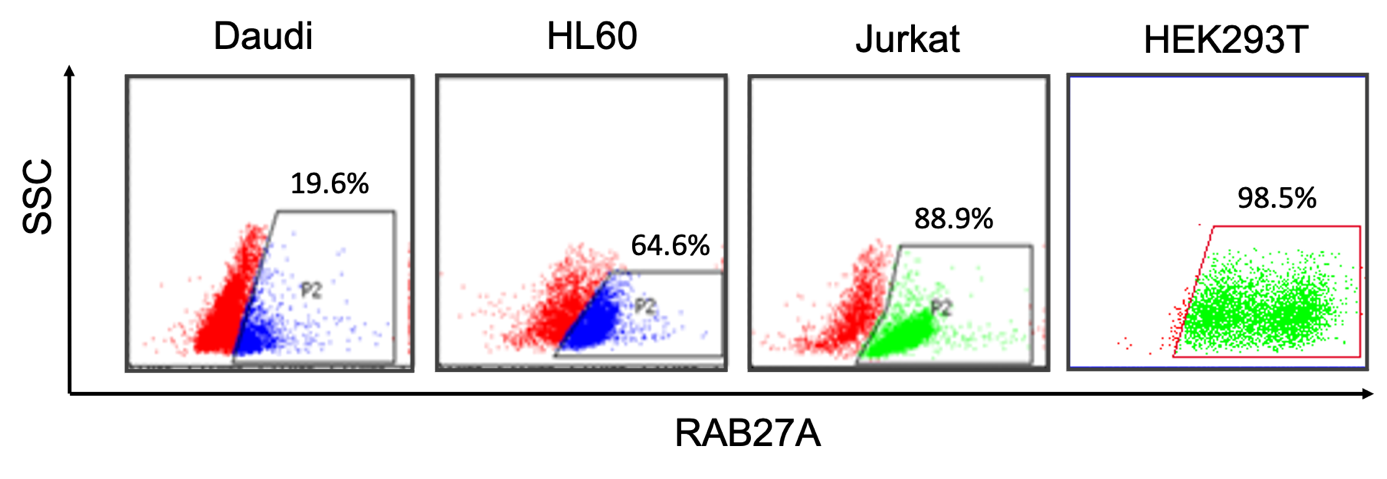 Daudi HL60 Jurkat HEK293T
SSC
19.6%
P2
64.6%
P2
88.9%
P2
98.5%
RAB27A